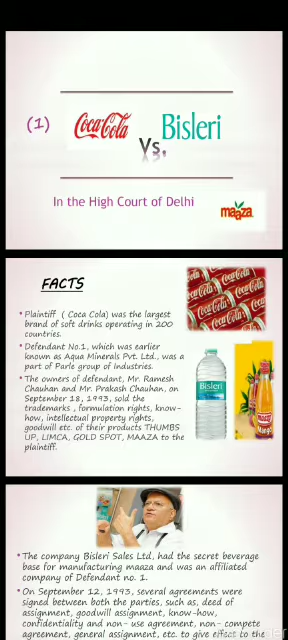 (1)
Coca-Cola
Bisleri
Vs.
In the High Court of Delhi
maaza
FACTS
* Plaintiff ( Coca Cola) was the largest
brand of soft drinks operating in 200
countries.
* Defendant No.1, which was earlier
known as Aqua Minerals Pvt. Ltd., was a
part of Parle group of Industries.
* The owners of defendant, Mr. Ramesh
Chauhan and Mr. Prakash Chauhan, on
September 18, 1993, sold the
trademarks , formulation rights, know-
how, intellectual property rights,
goodwill etc. of their products THUMBS
UP, LIMCA, GOLD SPOT, MAAZA to the
plaintiff.
Bisleri
* The company Bisleri Sales Ltd, had the secret beverage
base for manufacturing maaza and was an affiliated
company of Defendant no. 1.
* On September 12, 1993, several agreements were
signed between both the parties, such as, deed of
assignment, goodwill assignment, know-how,
confidentiality and non- use agreement, non- compete
agreement, general assignment, etc. to give effect to the